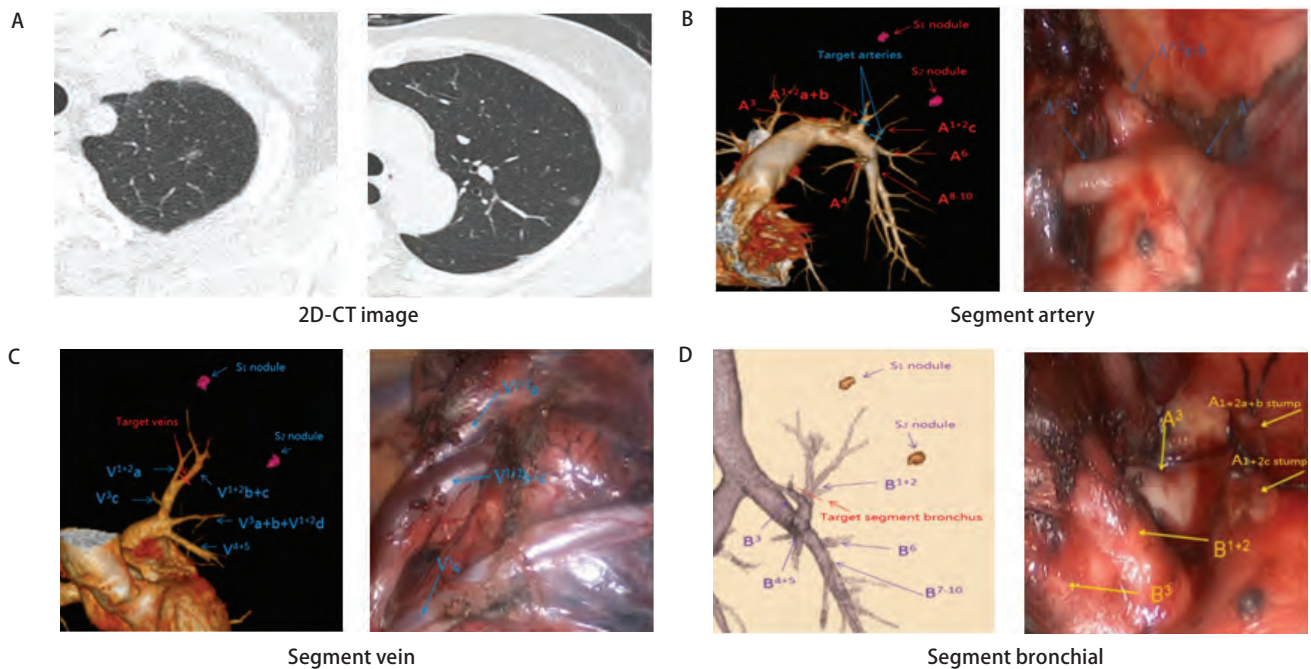 A
2D-CT image
B
S1 nodule
Target arteries
S2 nodule
A1+2a+b
A3
A1+2c
A6
A4
A8-10
A1+2c
Segment artery
C
S1 nodule
Target veins
S2 nodule
V1+2a
V1+2b+c
V3c
V3a+b+V1+2d
V4+5
Segment vein
D
S1 nodule
S2 nodule
B1+2
Target segment bronchus
B3
B6
B4+5
B7-10
A3
A1+2a+b stump
A1+2c stump
B1+2
B3
Segment bronchial